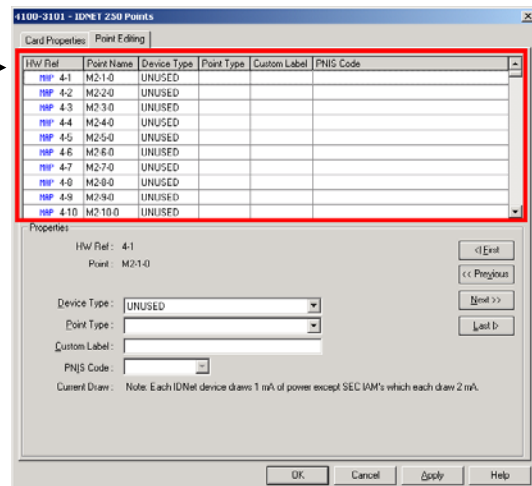 4100-3101 - IDNET 250 Points
Card Properties Point Editing
HW Ref Point Name Device Type Point Type Custom Label PNIS Code
MAP 4-1 M2-1-0 UNUSED
MAP 4-2 M2-2-0 UNUSED
MAP 4-3 M2-3-0 UNUSED
MAP 4-4 M2-4-0 UNUSED
MAP 4-5 M2-5-0 UNUSED
MAP 4-6 M2-6-0 UNUSED
MAP 4-7 M2-7-0 UNUSED
MAP 4-8 M2-8-0 UNUSED
MAP 4-9 M2-9-0 UNUSED
MAP 4-10 M2-10-0 UNUSED
Properties
HW Ref : 4-1
Point : M2-1-0
<| First
<< Previous
Next >>
Last |>
Device Type : UNUSED
Point Type :
Custom Label :
PNIS Code :
Current Draw : Note: Each IDNet device draws 1 mA of power except SEC IAM's which each draw 2 mA.
OK Cancel Apply Help